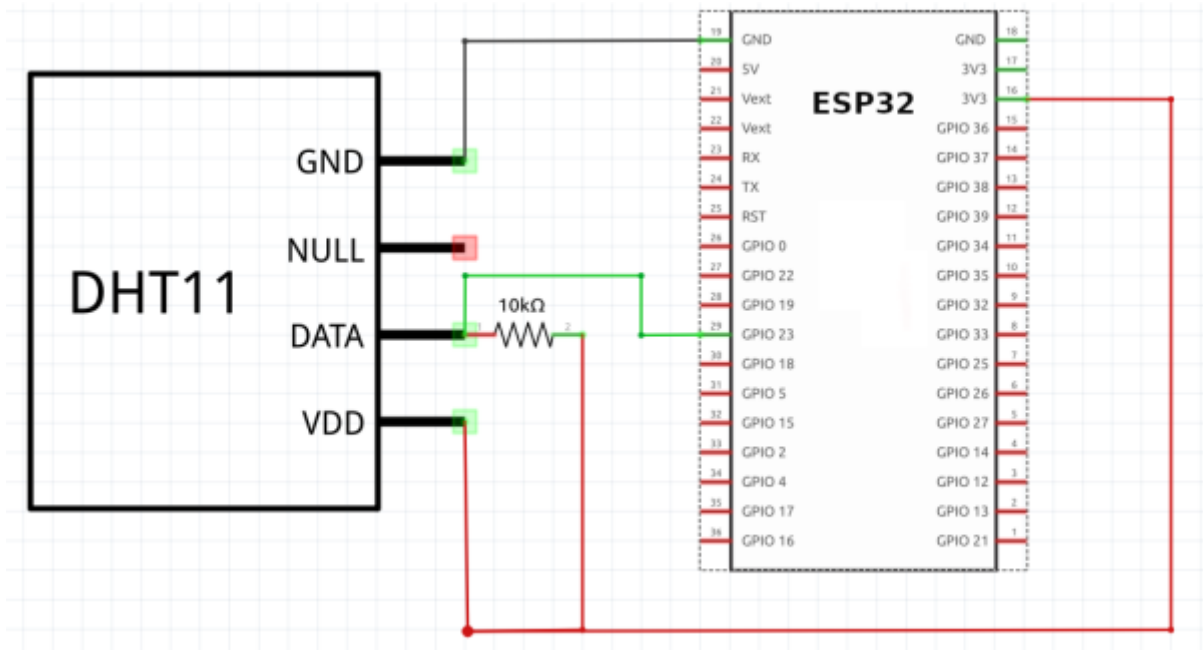 DHT11
GND
NULL
DATA
VDD
10kΩ
1
2
ESP32
19 GND
20 5V
21 Vext
22 Vext
23 RX
24 TX
25 RST
26 GPIO 0
27 GPIO 22
28 GPIO 19
29 GPIO 23
30 GPIO 18
31 GPIO 5
32 GPIO 15
33 GPIO 2
34 GPIO 4
35 GPIO 17
36 GPIO 16
GND 18
3V3 17
3V3 16
GPIO 36 15
GPIO 37 14
GPIO 38 13
GPIO 39 12
GPIO 34 11
GPIO 35 10
GPIO 32 9
GPIO 33 8
GPIO 25 7
GPIO 26 6
GPIO 27 5
GPIO 14 4
GPIO 12 3
GPIO 13 2
GPIO 21 1